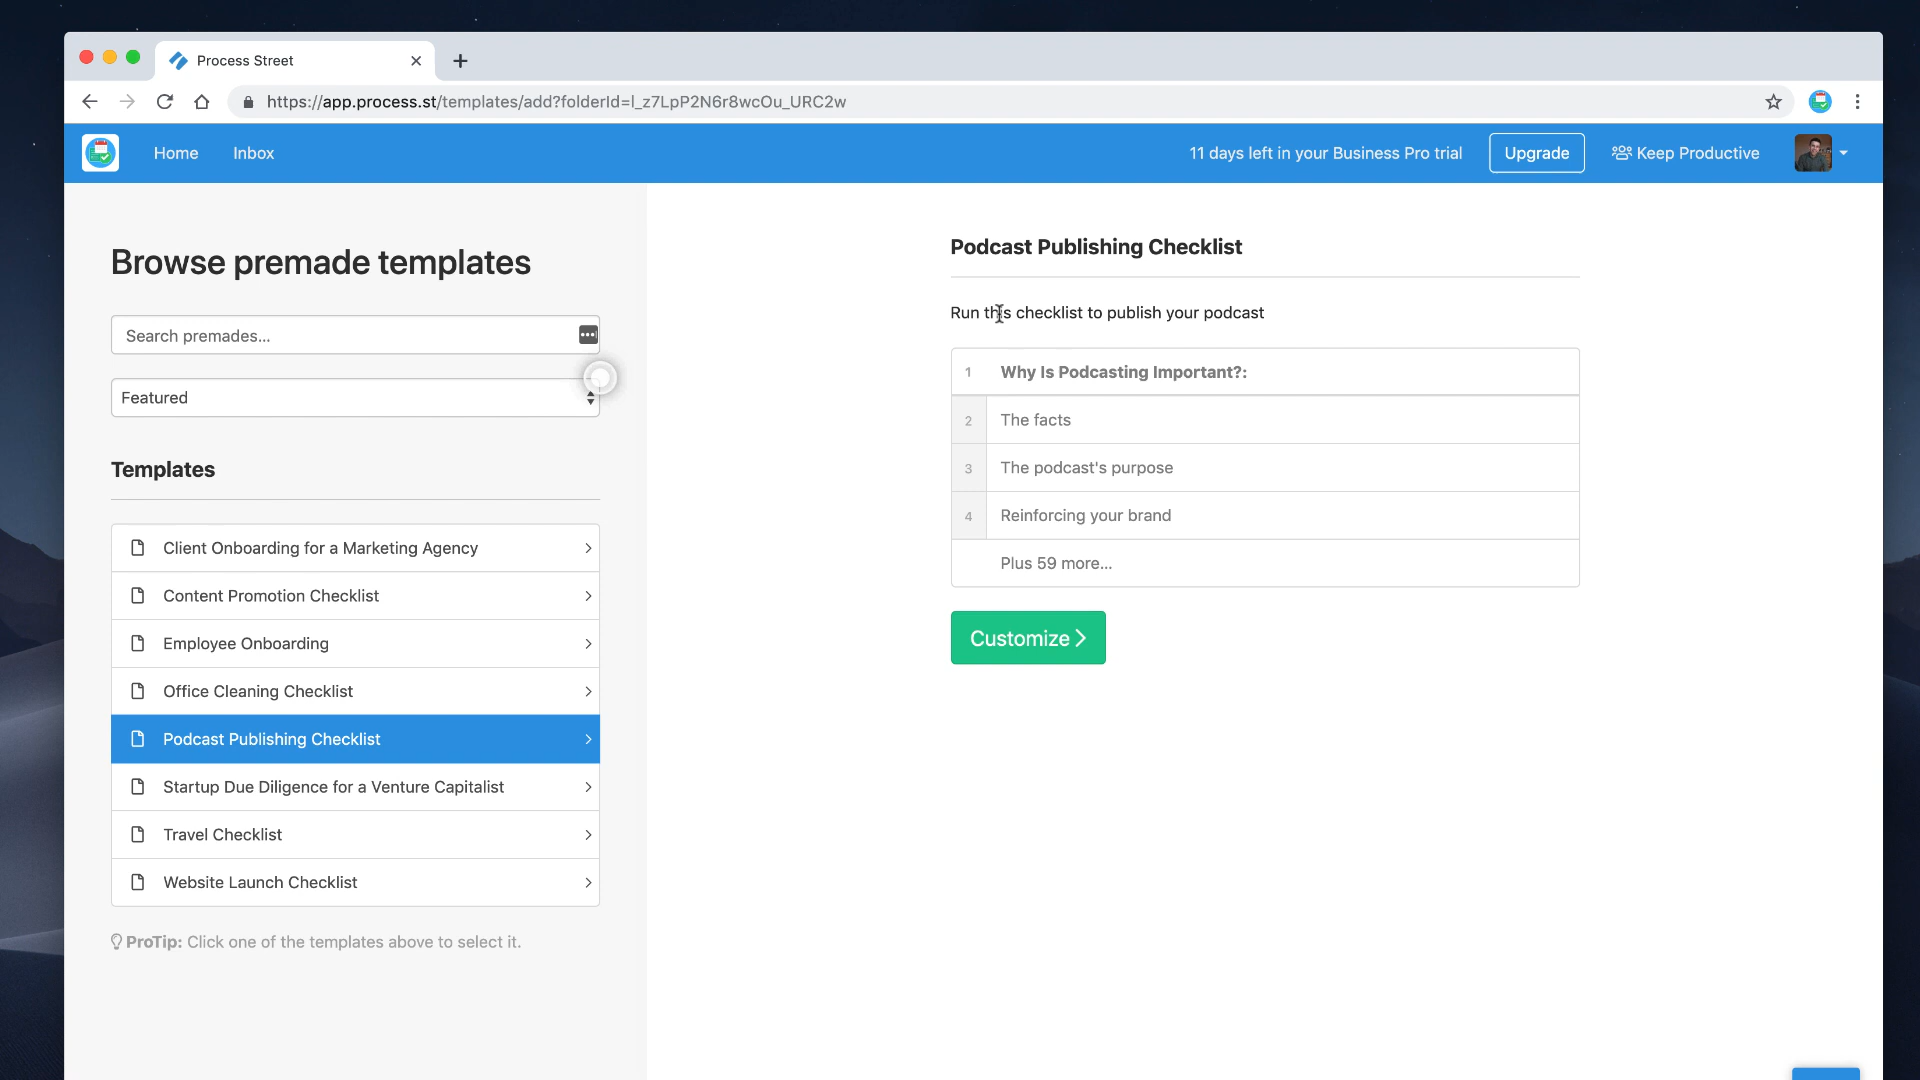 Process Street
https://app.process.st/templates/add?folderId=l_z7LpP2N6r8wcOu_URC2w
Home
Inbox
11 days left in your Business Pro trial
Upgrade
Keep Productive
Browse premade templates
Search premades...
Featured
Templates
Client Onboarding for a Marketing Agency
Content Promotion Checklist
Employee Onboarding
Office Cleaning Checklist
Podcast Publishing Checklist
Startup Due Diligence for a Venture Capitalist
Travel Checklist
Website Launch Checklist
ProTip: Click one of the templates above to select it.
Podcast Publishing Checklist
Run this checklist to publish your podcast
1 Why Is Podcasting Important?:
2 The facts
3 The podcast's purpose
4 Reinforcing your brand
Plus 59 more...
Customize